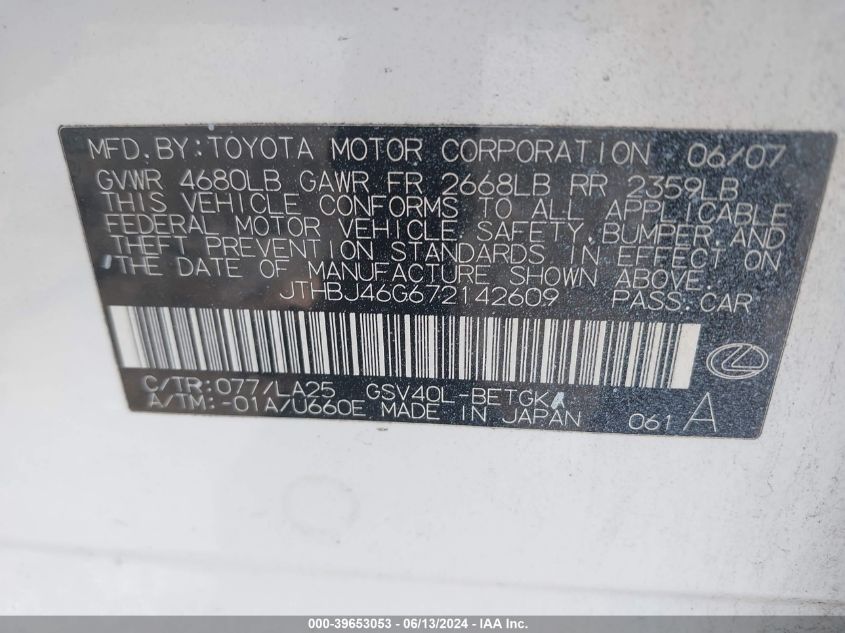 MFD.BY:TOYOTA MOTOR CORPORATION 06/07
GVWR 4680LB GAWR FR 2668LB RR 2359LB
THIS VEHICLE CONFORMS TO ALL APPLICABLE
FEDERAL MOTOR VEHICLE SAFETY,BUMPER,AND
THEFT PREVENTION STANDARDS IN EFFECT ON
THE DATE OF MANUFACTURE SHOWN ABOVE.
JTHBJ46G672142609 PASS.CAR
C/TR:077/LA25 GSV40L-BETGKA
A/TM:-01A/U660E MADE IN JAPAN 061 A
000-39653053 - 06/13/2024 - IAA Inc.